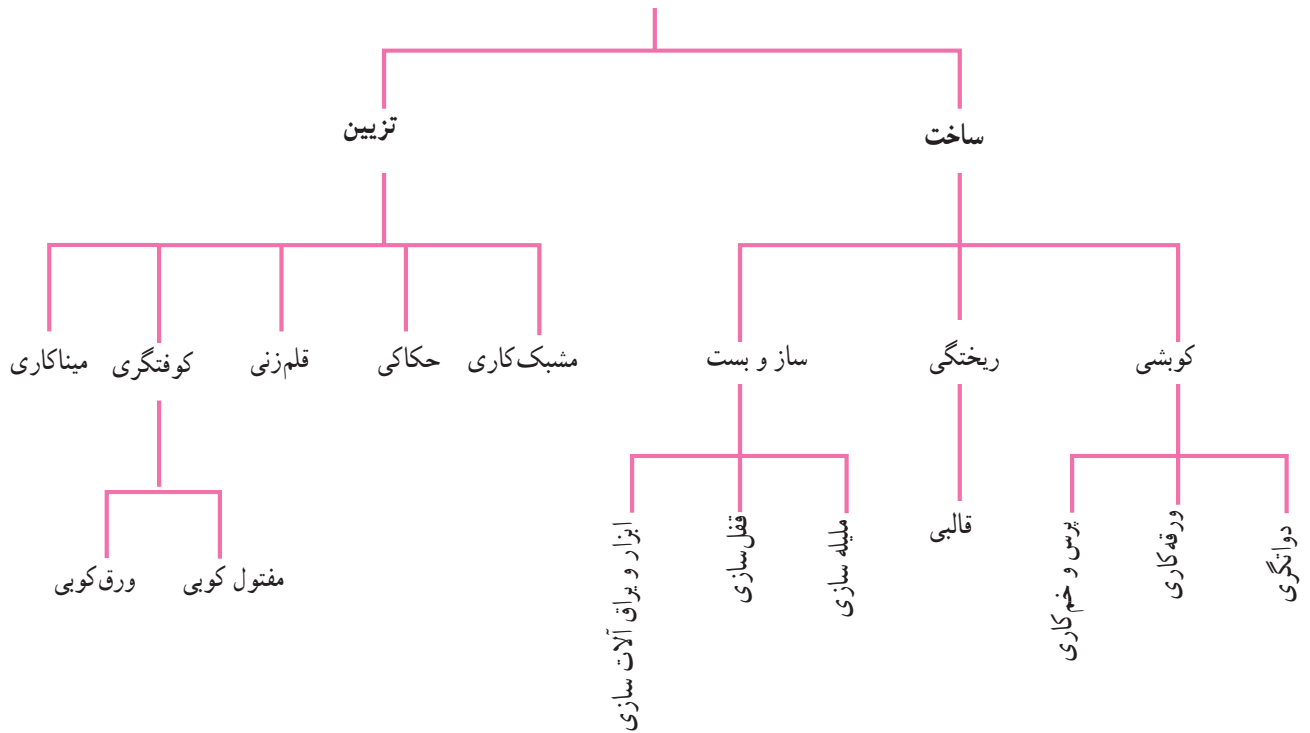 ساخت
تزیین
کوبشی
ریختگی
ساز و بست
مشبک‌کاری
حکاکی
قلم‌زنی
کوفتگری
میناکاری
دواتگری
ورقه‌کاری
پرس و خم‌کاری
قالبی
ملیله سازی
قفل‌سازی
ابزار و یراق آلات سازی
مفتول کوبی
ورق‌کوبی